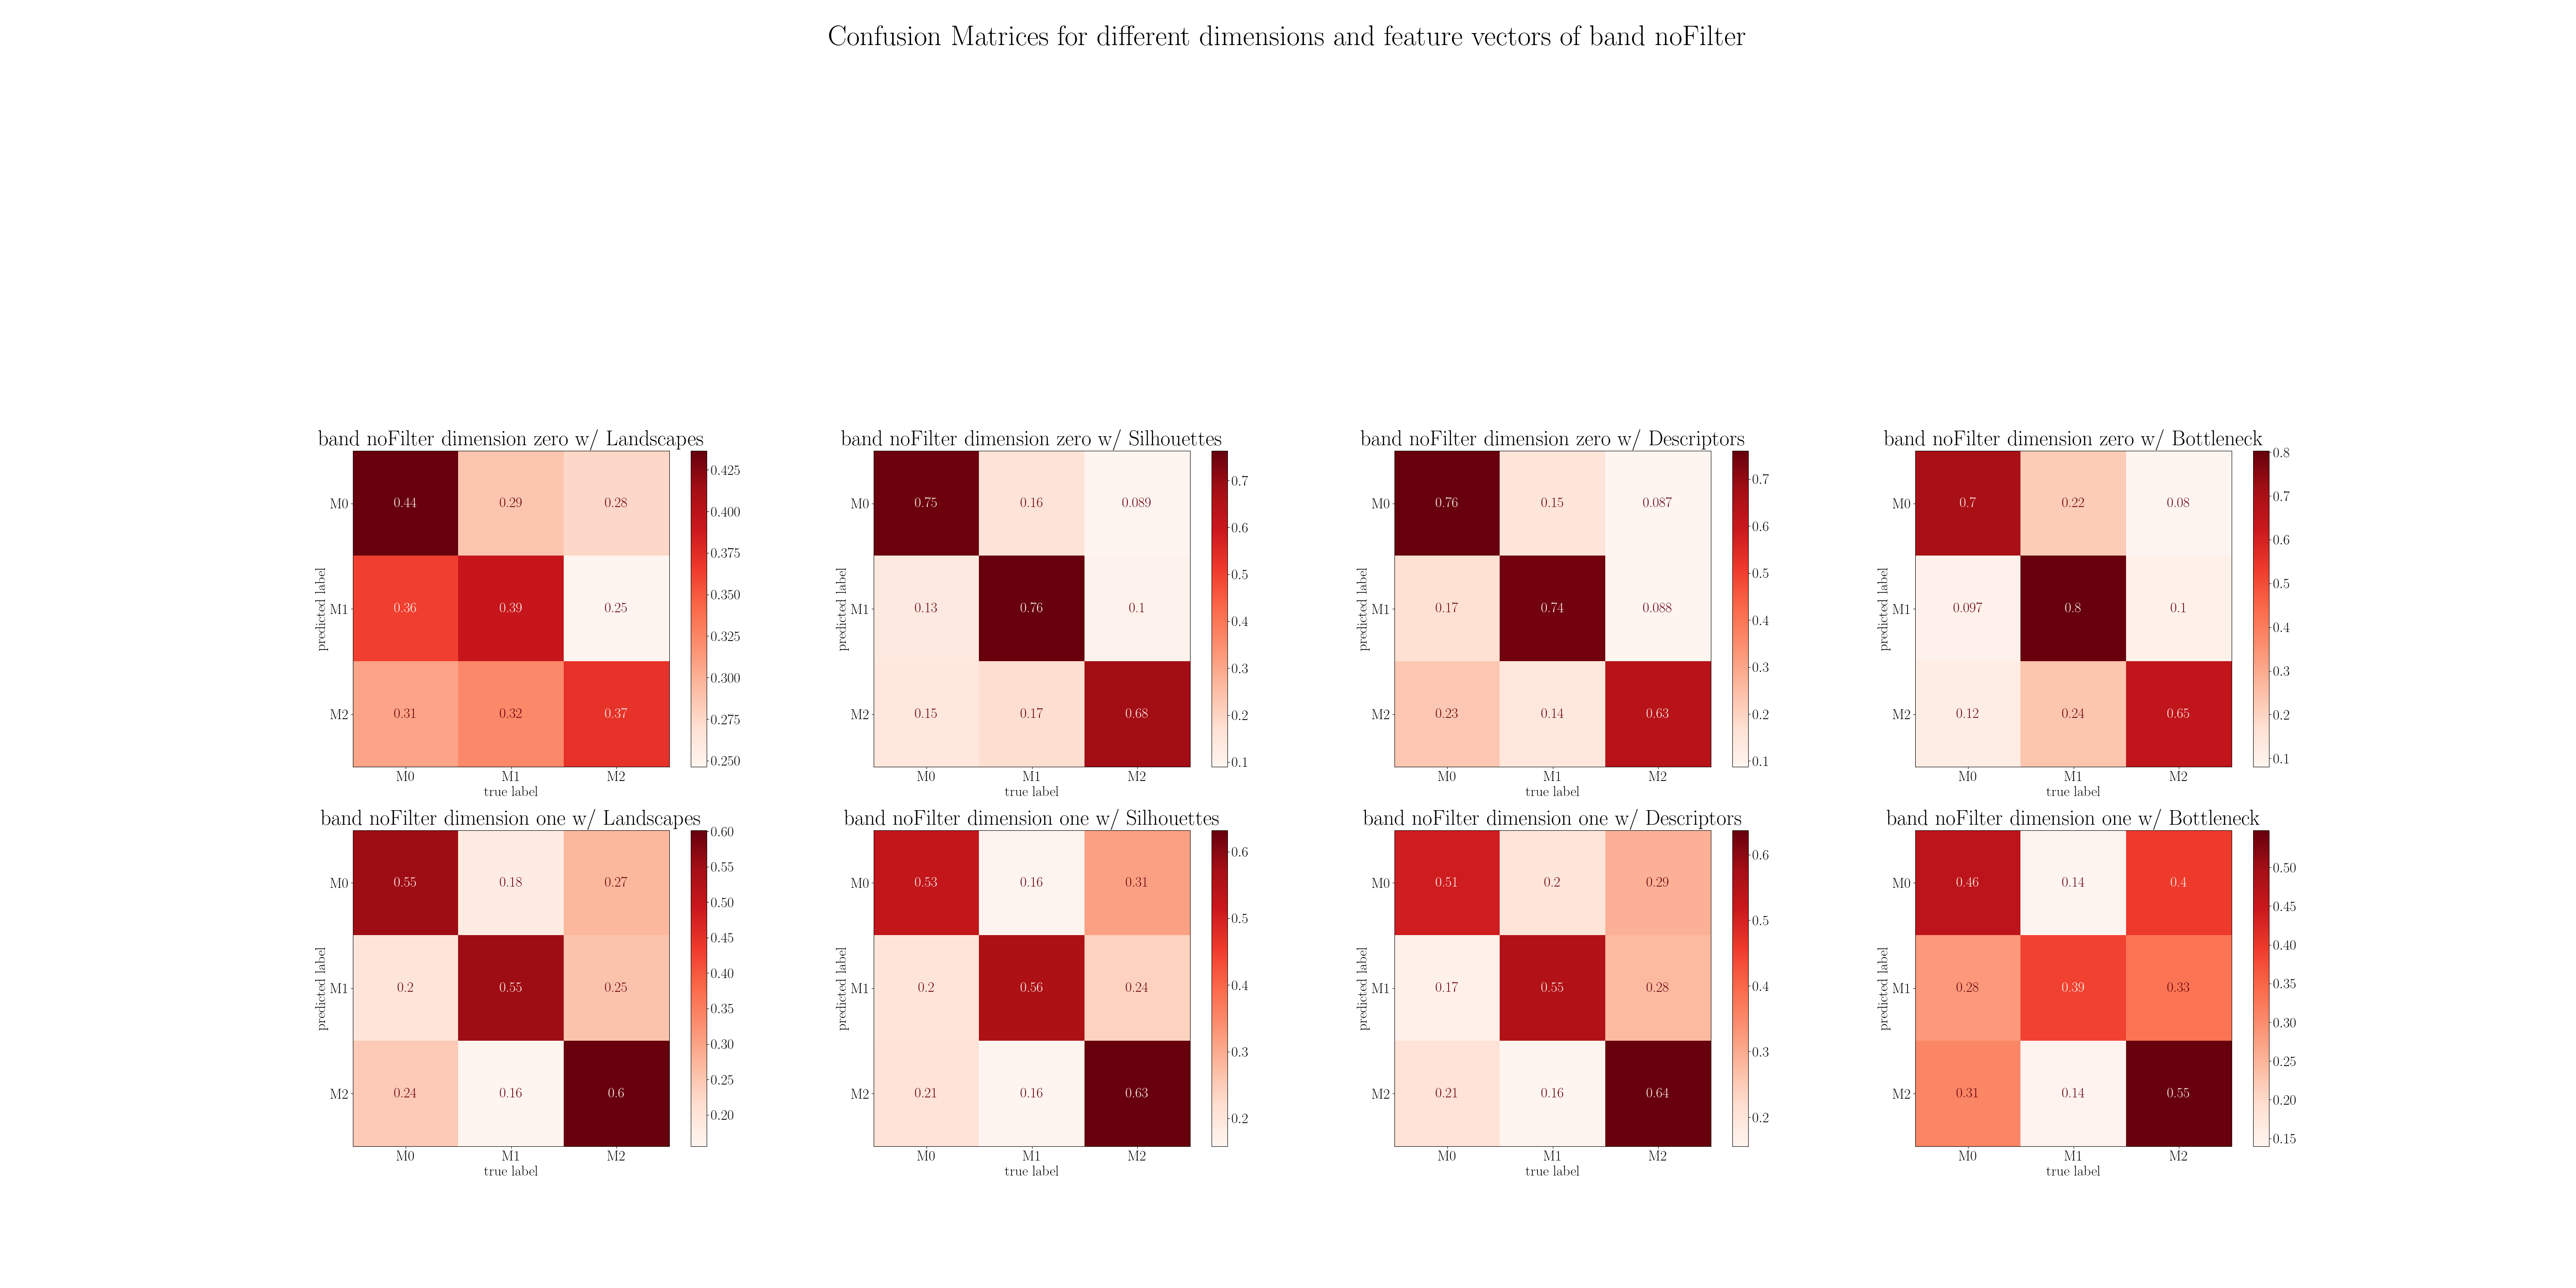 Confusion Matrices for different dimensions and feature vectors of band noFilter
band noFilter dimension zero w/ Landscapes
predicted label
M0
M1
M2
0.44 0.29 0.28
0.36 0.39 0.25
0.31 0.32 0.37
M0 M1 M2
true label
0.425
0.400
0.375
0.350
0.325
0.300
0.275
0.250
band noFilter dimension zero w/ Silhouettes
predicted label
M0
M1
M2
0.75 0.16 0.089
0.13 0.76 0.1
0.15 0.17 0.68
M0 M1 M2
true label
0.7
0.6
0.5
0.4
0.3
0.2
0.1
band noFilter dimension zero w/ Descriptors
predicted label
M0
M1
M2
0.76 0.15 0.087
0.17 0.74 0.088
0.23 0.14 0.63
M0 M1 M2
true label
0.7
0.6
0.5
0.4
0.3
0.2
0.1
band noFilter dimension zero w/ Bottleneck
predicted label
M0
M1
M2
0.7 0.22 0.08
0.097 0.8 0.1
0.12 0.24 0.65
M0 M1 M2
true label
0.8
0.7
0.6
0.5
0.4
0.3
0.2
0.1
band noFilter dimension one w/ Landscapes
predicted label
M0
M1
M2
0.55 0.18 0.27
0.2 0.55 0.25
0.24 0.16 0.6
M0 M1 M2
true label
0.60
0.55
0.50
0.45
0.40
0.35
0.30
0.25
0.20
band noFilter dimension one w/ Silhouettes
predicted label
M0
M1
M2
0.53 0.16 0.31
0.2 0.56 0.24
0.21 0.16 0.63
M0 M1 M2
true label
0.6
0.5
0.4
0.3
0.2
band noFilter dimension one w/ Descriptors
predicted label
M0
M1
M2
0.51 0.2 0.29
0.17 0.55 0.28
0.21 0.16 0.64
M0 M1 M2
true label
0.6
0.5
0.4
0.3
0.2
band noFilter dimension one w/ Bottleneck
predicted label
M0
M1
M2
0.46 0.14 0.4
0.28 0.39 0.33
0.31 0.14 0.55
M0 M1 M2
true label
0.50
0.45
0.40
0.35
0.30
0.25
0.20
0.15